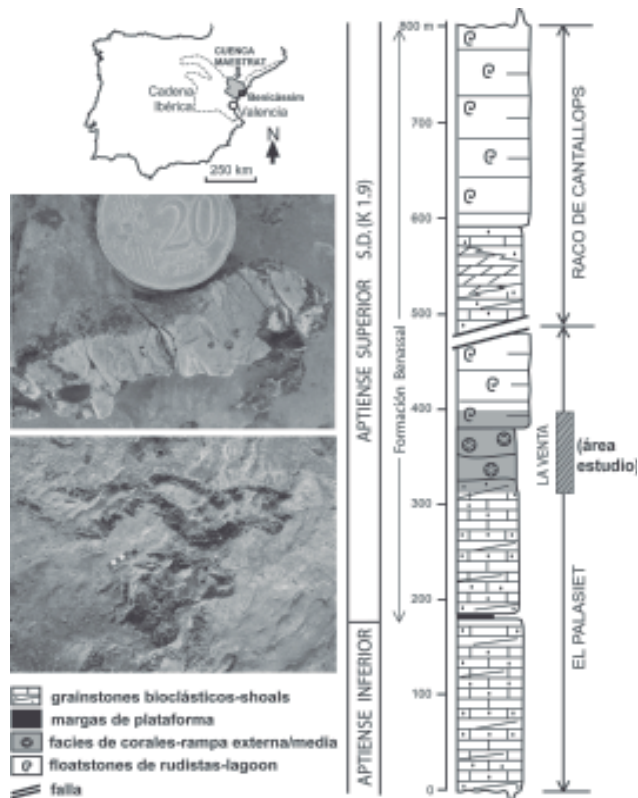 CUENCA
MAESTRAT
Cadena
Ibérica
Benicàssim
Valencia
N
250 km
20
grainstones bioclásticos-shoals
margas de plataforma
facies de corales-rampa externa/media
floatstones de rudistas-lagoon
falla
APTIENSE SUPERIOR S.D. (K 1.9)
APTIENSE INFERIOR
Formación Benassal
800 m
700
600
500
400
300
200
100
0
RACO DE CANTALLOPS
LA VENTA
(área
estudio)
EL PALASIET